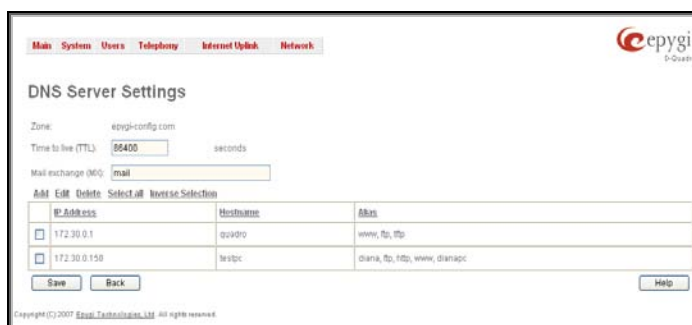 Main System Users Telephony Internet Uplink Network
epygi
DNS Server Settings
Zone: epygi-config.com
Time to live (TTL): 86400 seconds
Mail exchange (MX): mail
Add Edit Delete Select all Inverse Selection
IP Address Hostname Alias
172.30.0.1 quadro www, ftp, tftp
172.30.0.158 testpc diana, ftp, http, www, dianapc
Save Back Help
Copyright (C) 2007 Epygi Technologies, Ltd. All rights reserved.